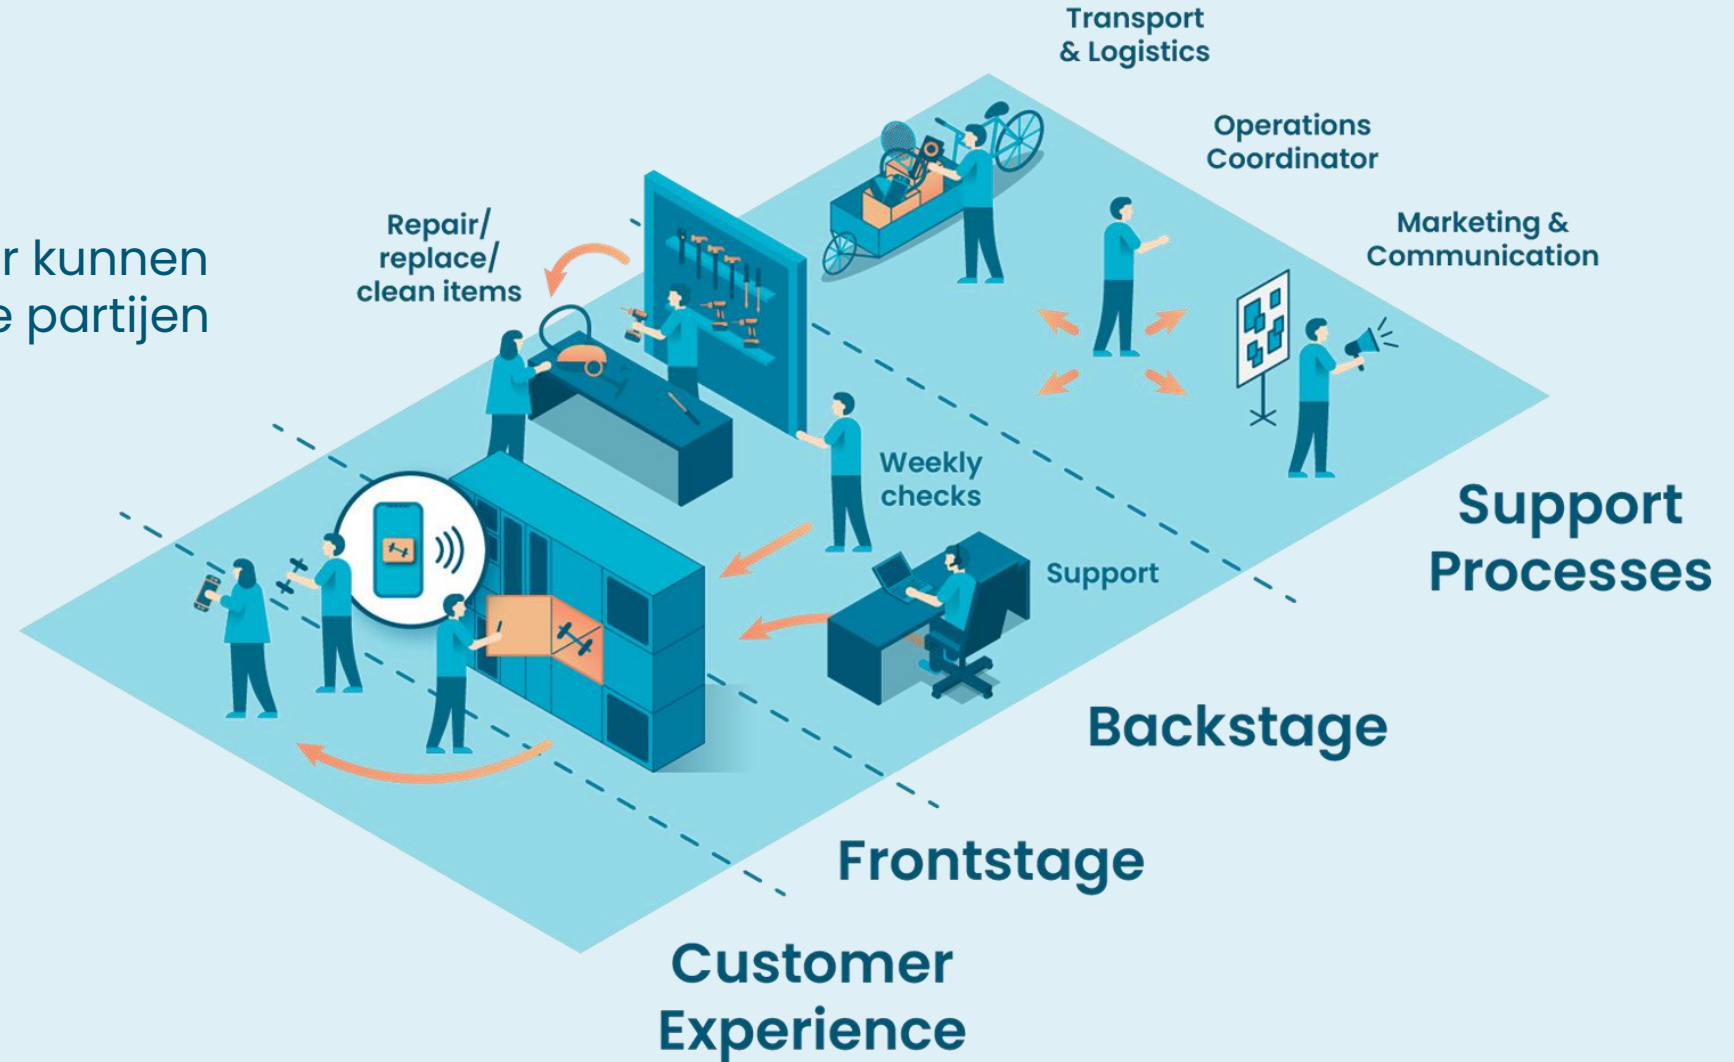 Transport
& Logistics
Operations
Coordinator
Marketing &
Communication
Repair/
replace/
clean items
r kunnen
e partijen
Weekly
checks
Support
Support
Processes
Backstage
Frontstage
Customer
Experience